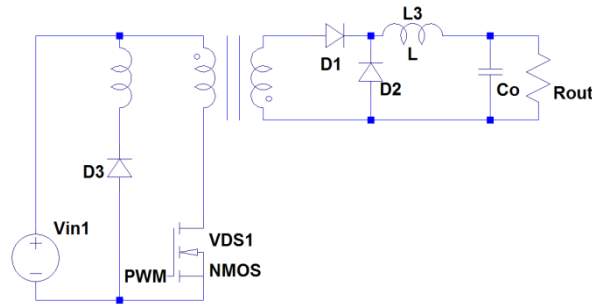 L3
D1
L
D2
Co
Rout
D3
Vin1
VDS1
PWM
NMOS